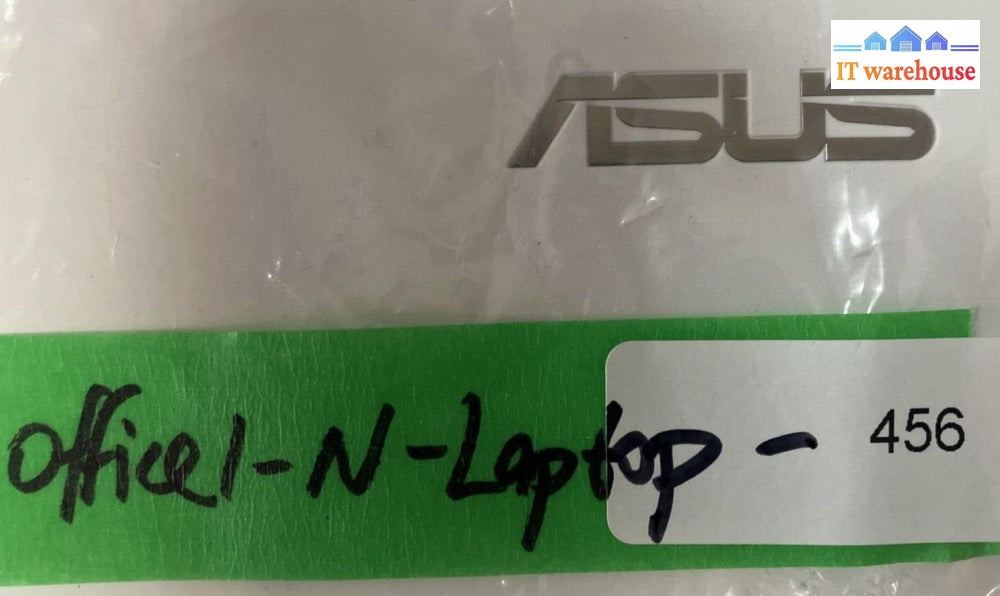 IT warehouse
ASUS
Office1-N-Laptop - 456